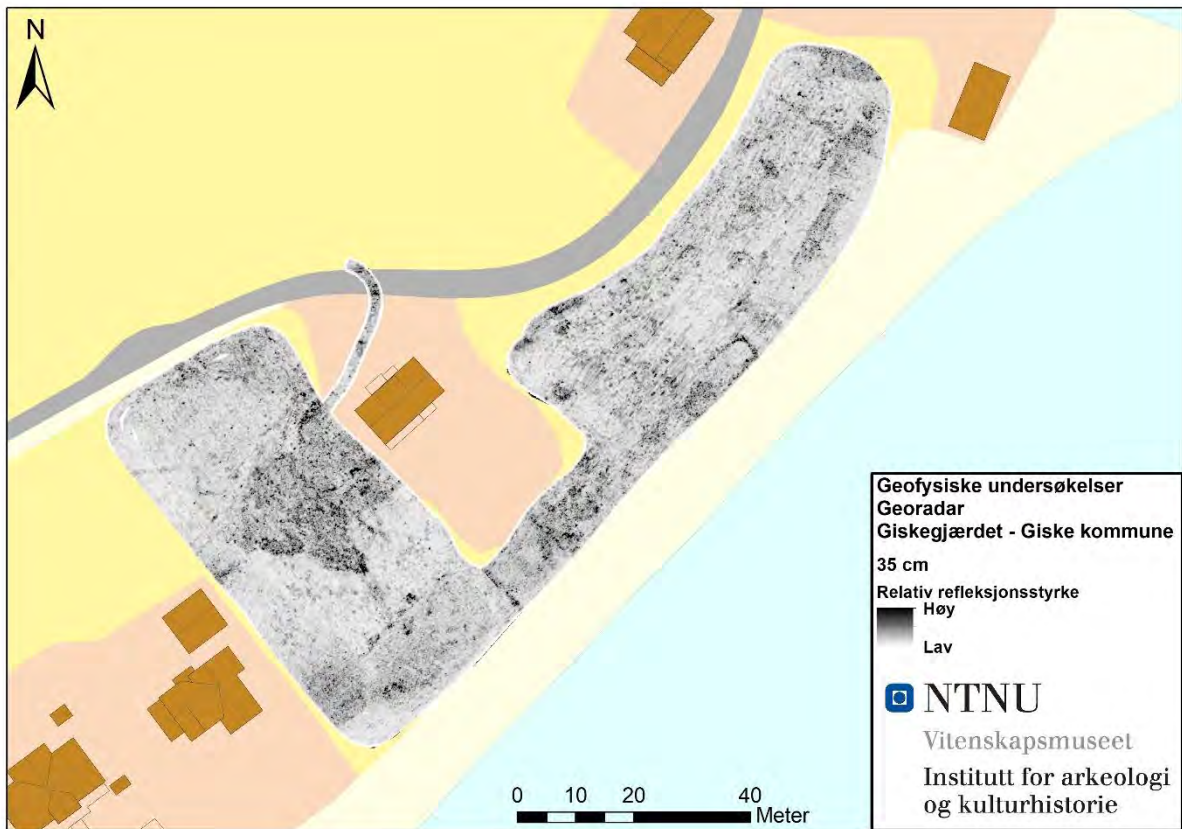 N
Geofysiske undersøkelser
Georadar
Giskegjærdet - Giske kommune
35 cm
Relativ refleksjonsstyrke
Høy
Lav
NTNU
Vitenskapsmuseet
Institutt for arkeologi
og kulturhistorie
0 10 20 40
Meter